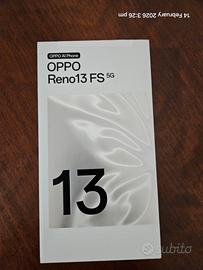 14 February 2026 3:26 pm
OPPO AI Phone
OPPO
Reno13 FS 5G
13
subito